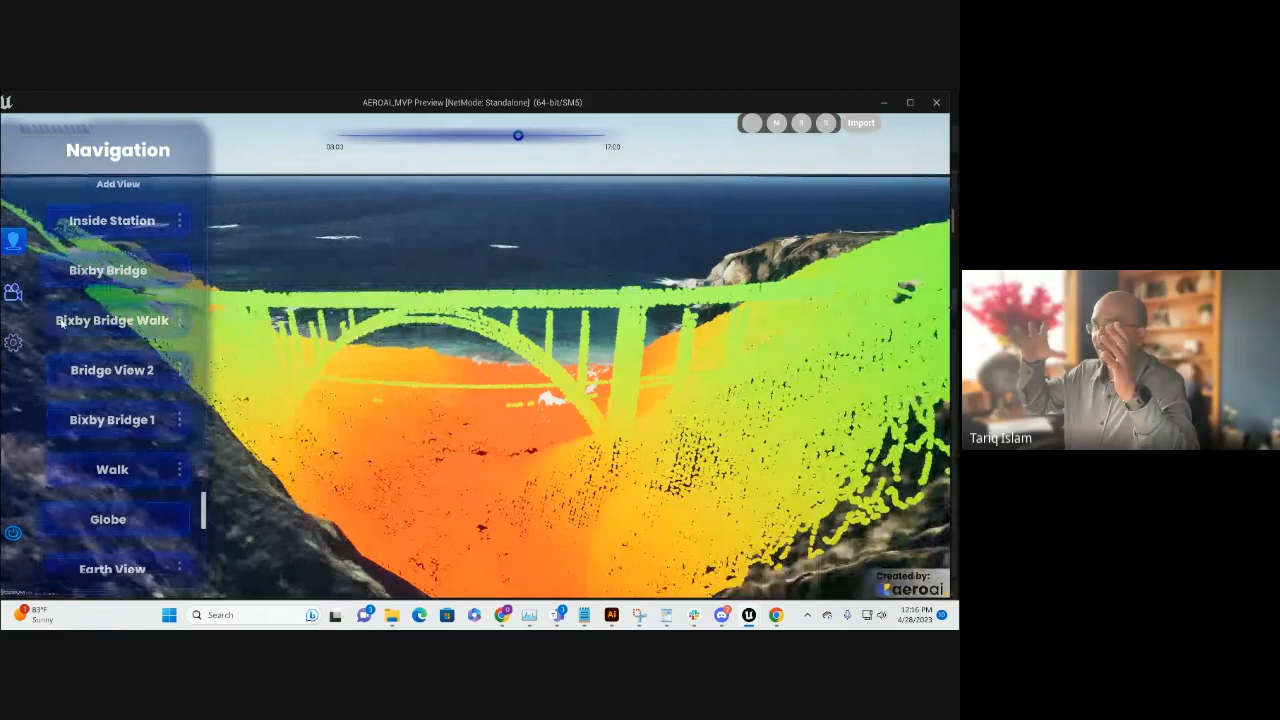 AEROAI_MVP Preview [NetMode: Standalone] (64-bit/SM5)
M
R
S
Import
08:00
17:00
Navigation
Add View
Inside Station
Bixby Bridge
Bixby Bridge Walk
Bridge View 2
Bixby Bridge 1
Walk
Globe
Earth View
Tariq Islam
Created by:
aeroai
83°F
Sunny
Search
Ai
12:16 PM
4/28/2023